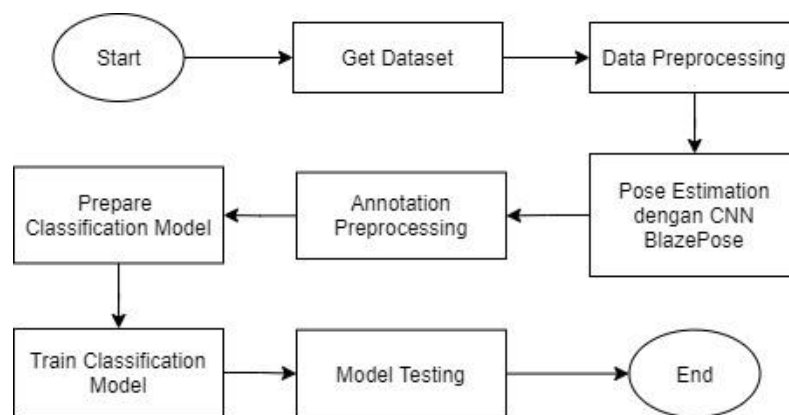 Start
Get Dataset
Data Preprocessing
Pose Estimation
dengan CNN
BlazePose
Annotation
Preprocessing
Prepare
Classification Model
Train Classification
Model
Model Testing
End